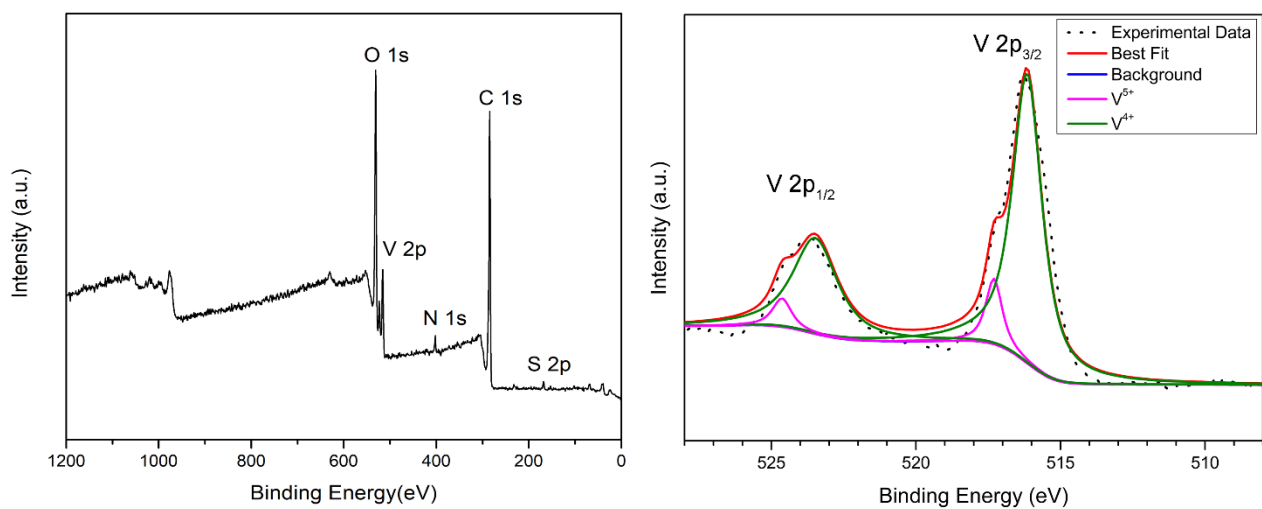 O 1s
C 1s
V 2p
N 1s
S 2p
Intensity (a.u.)
1200 1000 800 600 400 200 0
Binding Energy(eV)
Experimental Data
Best Fit
Background
V⁵⁺
V⁴⁺
V 2p₃/₂
V 2p₁/₂
Intensity (a.u.)
525 520 515 510
Binding Energy (eV)